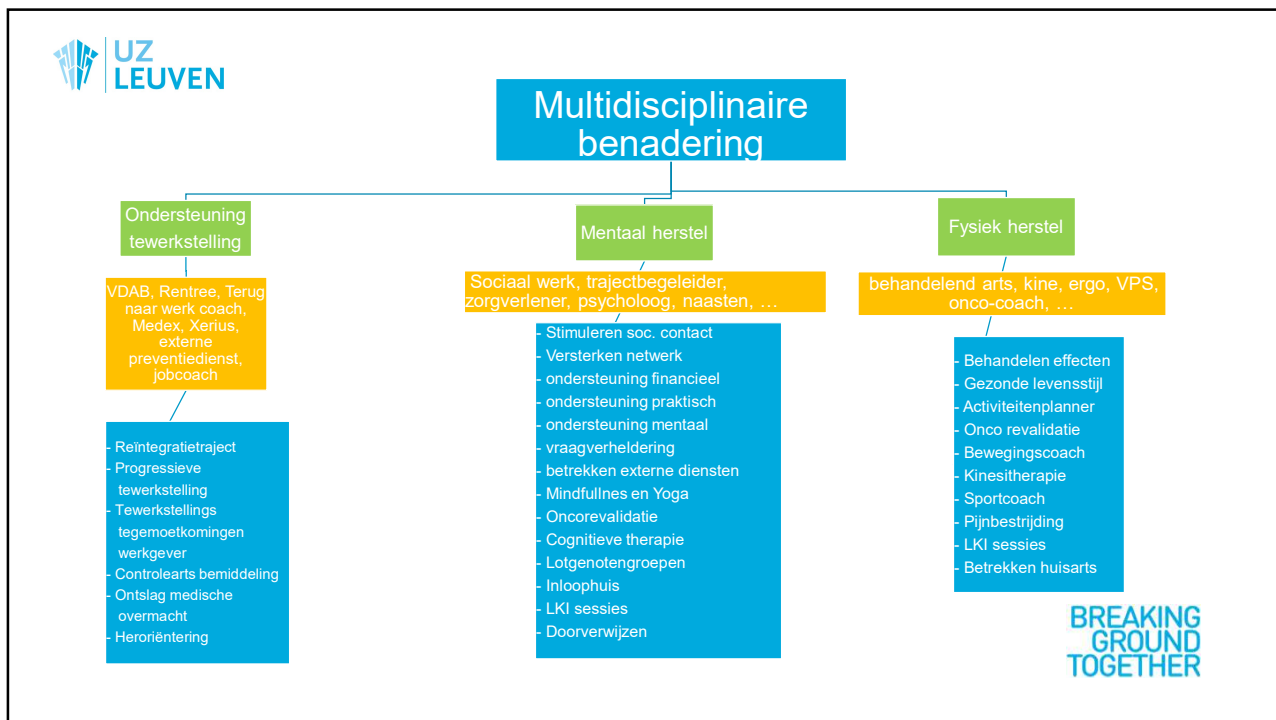 UZ
LEUVEN
Multidisciplinaire
benadering
Ondersteuning
tewerkstelling
VDAB, Rentree, Terug
naar werk coach,
Medex, Xerius,
externe
preventiedienst,
jobcoach
- Reïntegratietraject
- Progressieve
tewerkstelling
- Tewerkstellings
tegemoetkomingen
werkgever
- Controlearts bemiddeling
- Ontslag medische
overmacht
- Heroriëntering
Mentaal herstel
Sociaal werk, trajectbegeleider,
zorgverlener, psycholoog, naasten, …
- Stimuleren soc. contact
- Versterken netwerk
- ondersteuning financieel
- ondersteuning praktisch
- ondersteuning mentaal
- vraagverheldering
- betrekken externe diensten
- Mindfullnes en Yoga
- Oncorevalidatie
- Cognitieve therapie
- Lotgenotengroepen
- Inloophuis
- LKI sessies
- Doorverwijzen
Fysiek herstel
behandelend arts, kine, ergo, VPS,
onco-coach, …
- Behandelen effecten
- Gezonde levensstijl
- Activiteitenplanner
- Onco revalidatie
- Bewegingscoach
- Kinesitherapie
- Sportcoach
- Pijnbestrijding
- LKI sessies
- Betrekken huisarts
BREAKING
GROUND
TOGETHER